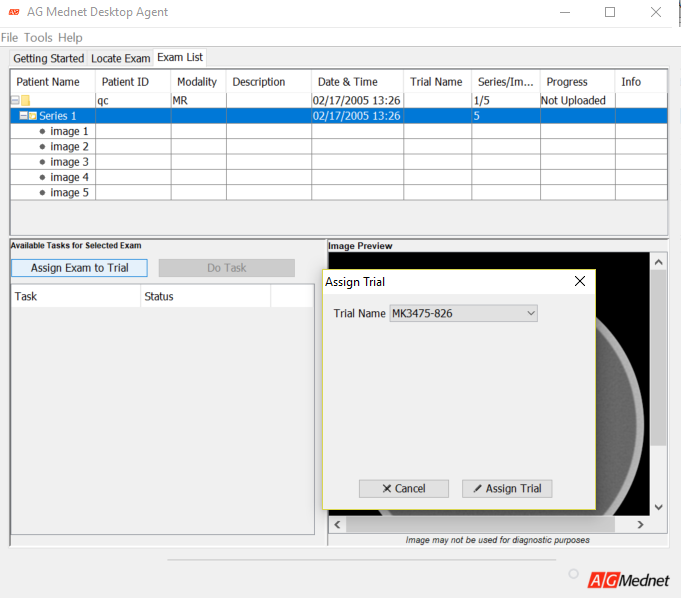 AG Mednet Desktop Agent
File Tools Help
Getting Started Locate Exam Exam List
Patient Name Patient ID Modality Description Date & Time Trial Name Series/Im... Progress Info
qc MR 02/17/2005 13:26 1/5 Not Uploaded
Series 1 02/17/2005 13:26 5
image 1
image 2
image 3
image 4
image 5
Available Tasks for Selected Exam
Assign Exam to Trial Do Task
Task Status
Image Preview
Assign Trial
Trial Name MK3475-826
Cancel Assign Trial
Image may not be used for diagnostic purposes
AG Mednet